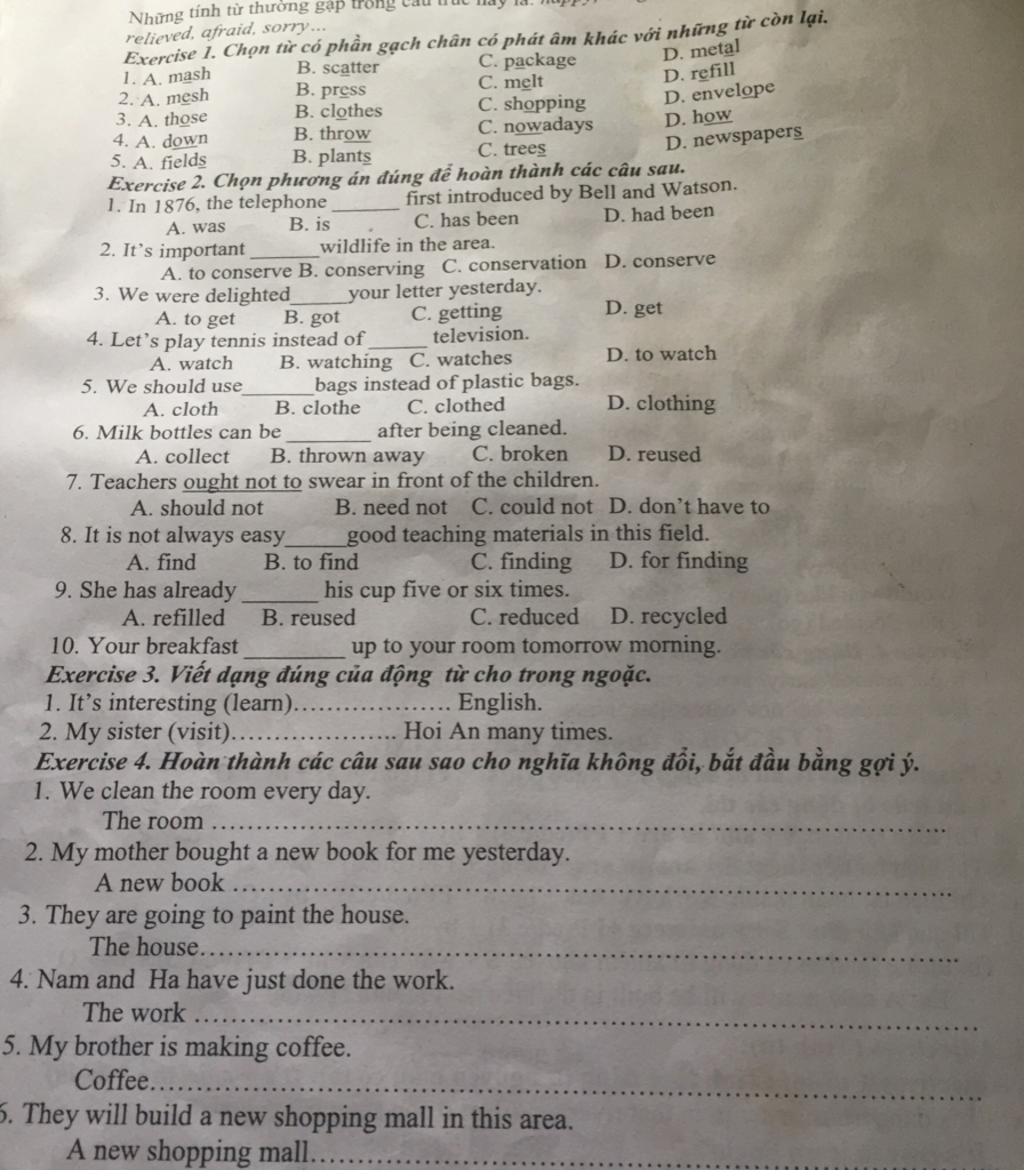 Những tính từ thường gặp trong câu trúc này là:
relieved, afraid, sorry...
Exercise 1. Chọn từ có phần gạch chân có phát âm khác với những từ còn lại.
1. A. mash B. scatter C. package D. metal
2. A. mesh B. press C. melt D. refill
3. A. those B. clothes C. shopping D. envelope
4. A. down B. throw C. nowadays D. how
5. A. fields B. plants C. trees D. newspapers
Exercise 2. Chọn phương án đúng để hoàn thành các câu sau.
1. In 1876, the telephone ______ first introduced by Bell and Watson.
A. was B. is C. has been D. had been
2. It's important ______ wildlife in the area.
A. to conserve B. conserving C. conservation D. conserve
3. We were delighted______your letter yesterday.
A. to get B. got C. getting D. get
4. Let's play tennis instead of ______ television.
A. watch B. watching C. watches D. to watch
5. We should use______bags instead of plastic bags.
A. cloth B. clothe C. clothed D. clothing
6. Milk bottles can be ________ after being cleaned.
A. collect B. thrown away C. broken D. reused
7. Teachers ought not to swear in front of the children.
A. should not B. need not C. could not D. don't have to
8. It is not always easy______good teaching materials in this field.
A. find B. to find C. finding D. for finding
9. She has already _______ his cup five or six times.
A. refilled B. reused C. reduced D. recycled
10. Your breakfast _________ up to your room tomorrow morning.
Exercise 3. Viết dạng đúng của động từ cho trong ngoặc.
1. It's interesting (learn)................... English.
2. My sister (visit).................... Hoi An many times.
Exercise 4. Hoàn thành các câu sau sao cho nghĩa không đổi, bắt đầu bằng gợi ý.
1. We clean the room every day.
The room ....................................................................
2. My mother bought a new book for me yesterday.
A new book ....................................................................
3. They are going to paint the house.
The house....................................................................
4. Nam and Ha have just done the work.
The work ....................................................................
5. My brother is making coffee.
Coffee....................................................................
6. They will build a new shopping mall in this area.
A new shopping mall....................................................................